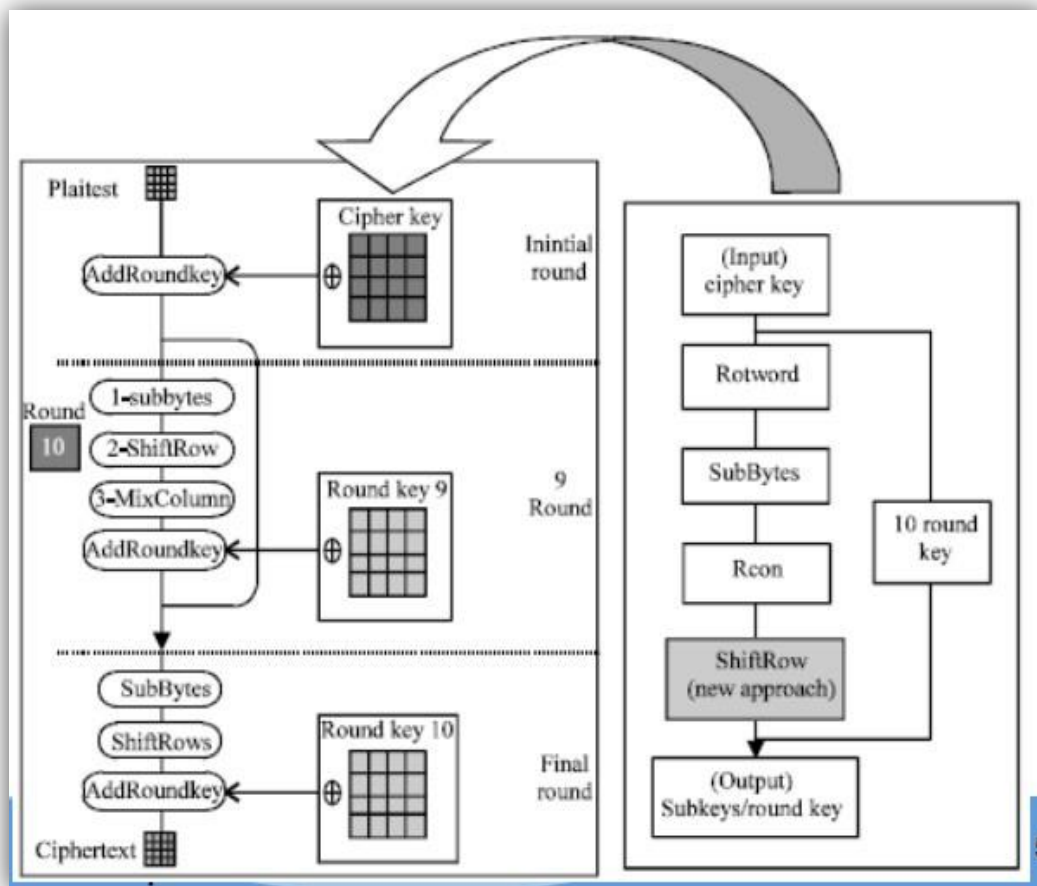 Plaitest
Cipher key
Inintial
round
AddRoundkey
1-subbytes
Round
10
2-ShiftRow
3-MixColumn
AddRoundkey
Round key 9
9
Round
SubBytes
ShiftRows
AddRoundkey
Round key 10
Final
round
Ciphertext
(Input)
cipher key
Rotword
SubBytes
Rcon
10 round
key
ShiftRow
(new approach)
(Output)
Subkeys/round key